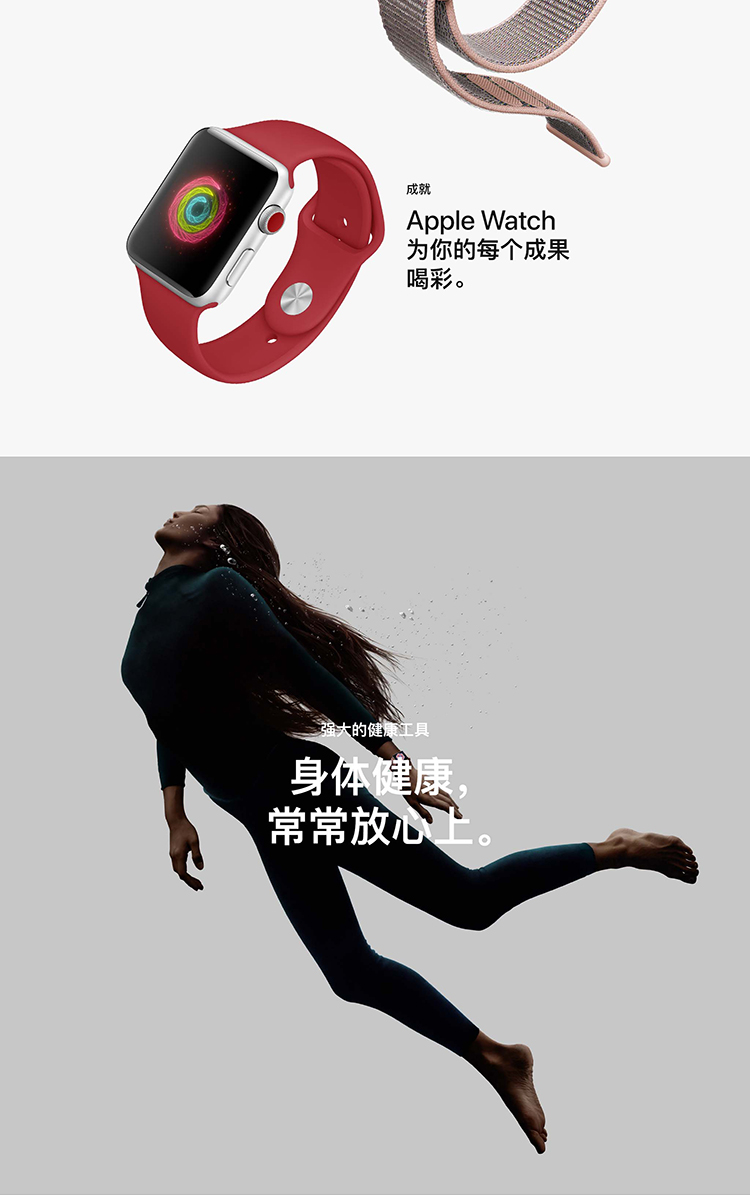 成就
Apple Watch
为你的每个成果
喝彩。
强大的健康工具
身体健康，
常常放心上。